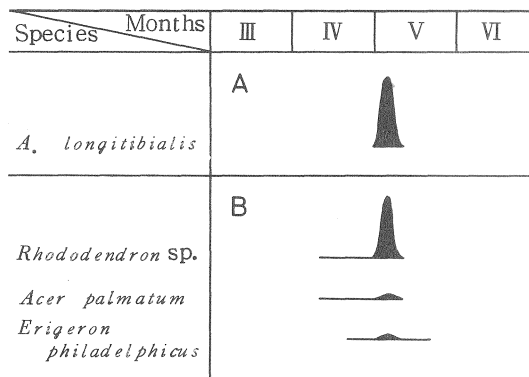 Species Months III IV V VI
A
A. longitibialis
B
Rhododendron sp.
Acer palmatum
Erigeron
philadelphicus